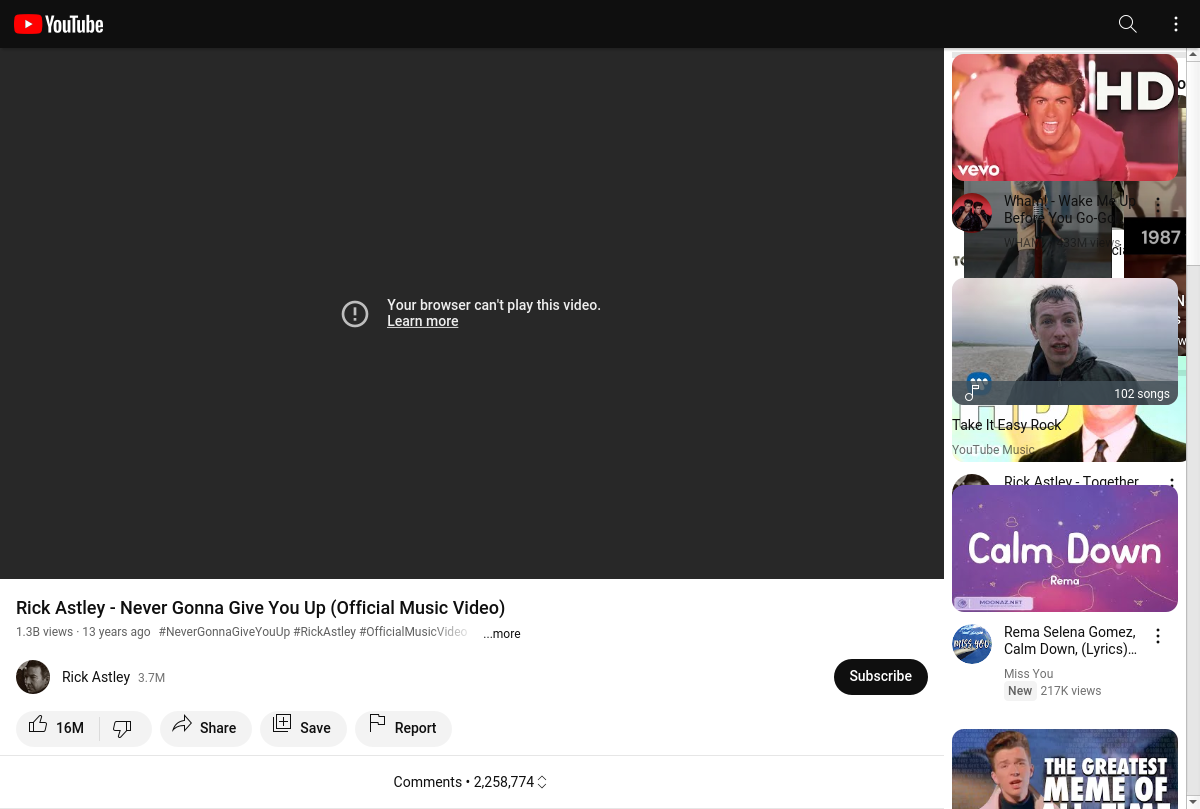 YouTube
Your browser can't play this video.
Learn more
Rick Astley - Never Gonna Give You Up (Official Music Video)
1.3B views · 13 years ago #NeverGonnaGiveYouUp #RickAstley #OfficialMusicVideo ...more
Rick Astley 3.7M
Subscribe
16M
Share
Save
Report
Comments • 2,258,774
HD
vevo
Wham! - Wake Me Up
Before You Go-Go
WHAM 33M views
1987
102 songs
Take It Easy Rock
YouTube Music
Rick Astley - Together
Calm Down
Rema
MOONAZ.NET
MISS YOU
Rema Selena Gomez,
Calm Down, (Lyrics)...
Miss You
New 217K views
THE GREATEST
MEME OF
ALL TIME